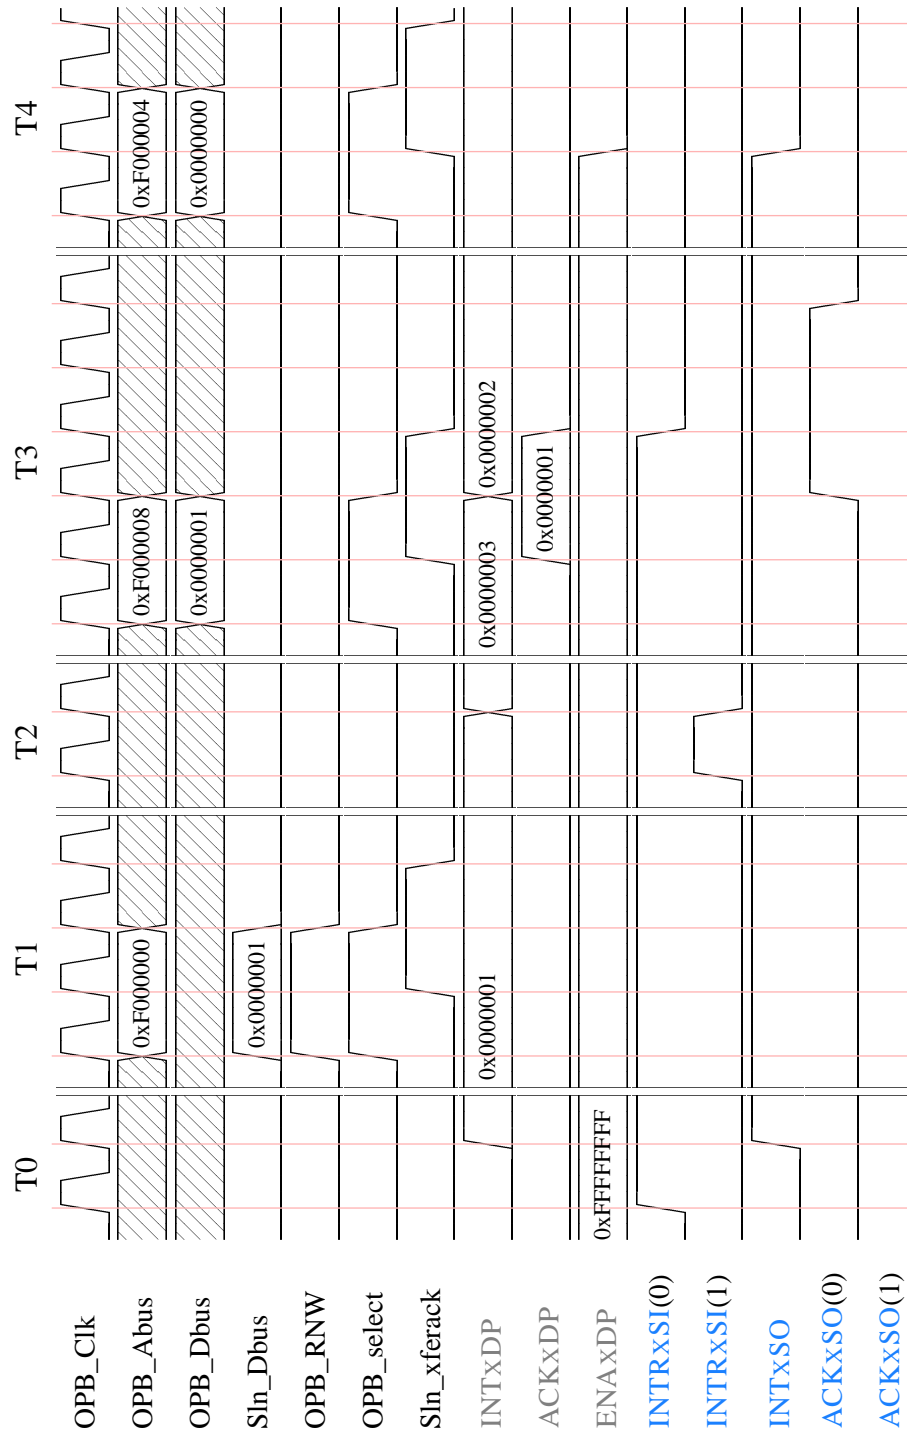 T0 T1 T2 T3 T4
OPB_Clk
OPB_Abus 0xF000000 0xF000008 0xF000004
OPB_Dbus 0x0000001 0x0000000
Sln_Dbus 0x0000001
OPB_RNW
OPB_select
Sln_xferack
INTxDP 0x0000001 0x0000003 0x0000002
ACKxDP 0x0000001
ENAxDP 0xFFFFFFFF
INTRxSI(0)
INTRxSI(1)
INTxSO
ACKxSO(0)
ACKxSO(1)